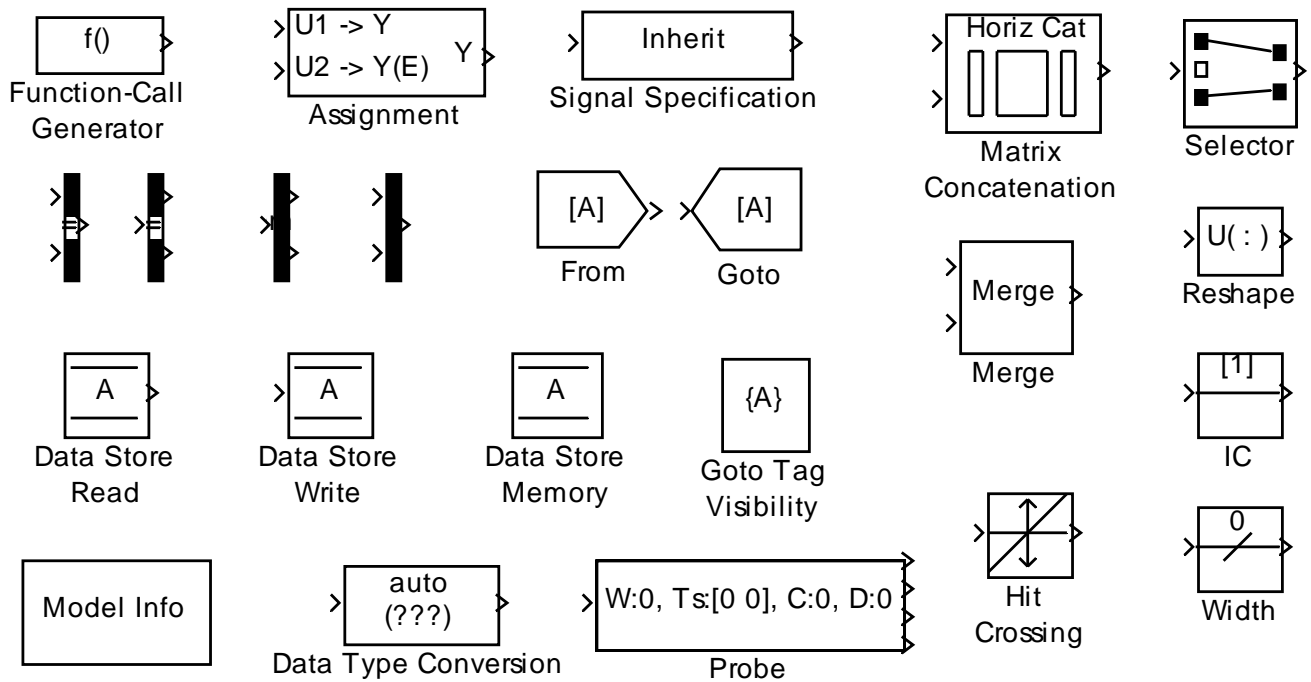 f()
Function-Call
Generator
U1 -> Y
U2 -> Y(E)
Y
Assignment
Inherit
Signal Specification
Horiz Cat
Matrix
Concatenation
Selector
[A]
From
[A]
Goto
Merge
Merge
U( : )
Reshape
A
Data Store
Read
A
Data Store
Write
A
Data Store
Memory
{A}
Goto Tag
Visibility
[1]
IC
Model Info
auto
(???)
Data Type Conversion
W:0, Ts:[0 0], C:0, D:0
Probe
Hit
Crossing
0
Width